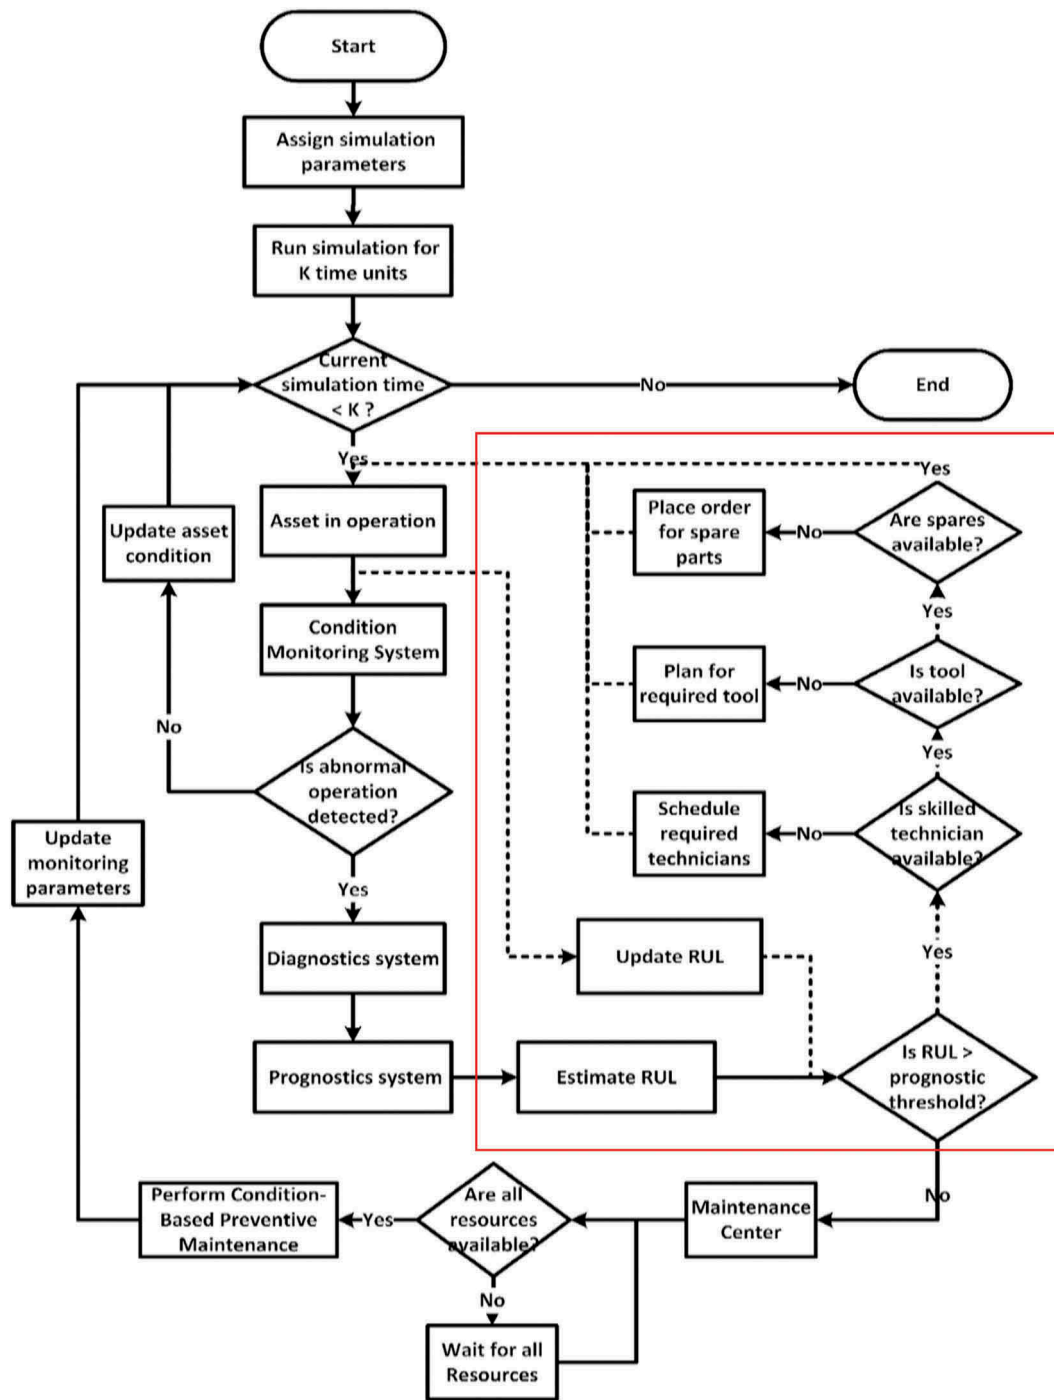 Start
Assign simulation
parameters
Run simulation for
K time units
Current
simulation time
< K ?
No
End
Yes
Yes
Asset in operation
Place order
for spare
parts
No
Are spares
available?
Update asset
condition
Yes
Condition
Monitoring System
Plan for
required tool
No
Is tool
available?
No
Yes
Is abnormal
operation
detected?
Schedule
required
technicians
No
Is skilled
technician
available?
Update
monitoring
parameters
Yes
Yes
Diagnostics system
Update RUL
Prognostics system
Estimate RUL
Is RUL >
prognostic
threshold?
No
Perform Condition-
Based Preventive
Maintenance
Yes
Are all
resources
available?
Maintenance
Center
No
Wait for all
Resources